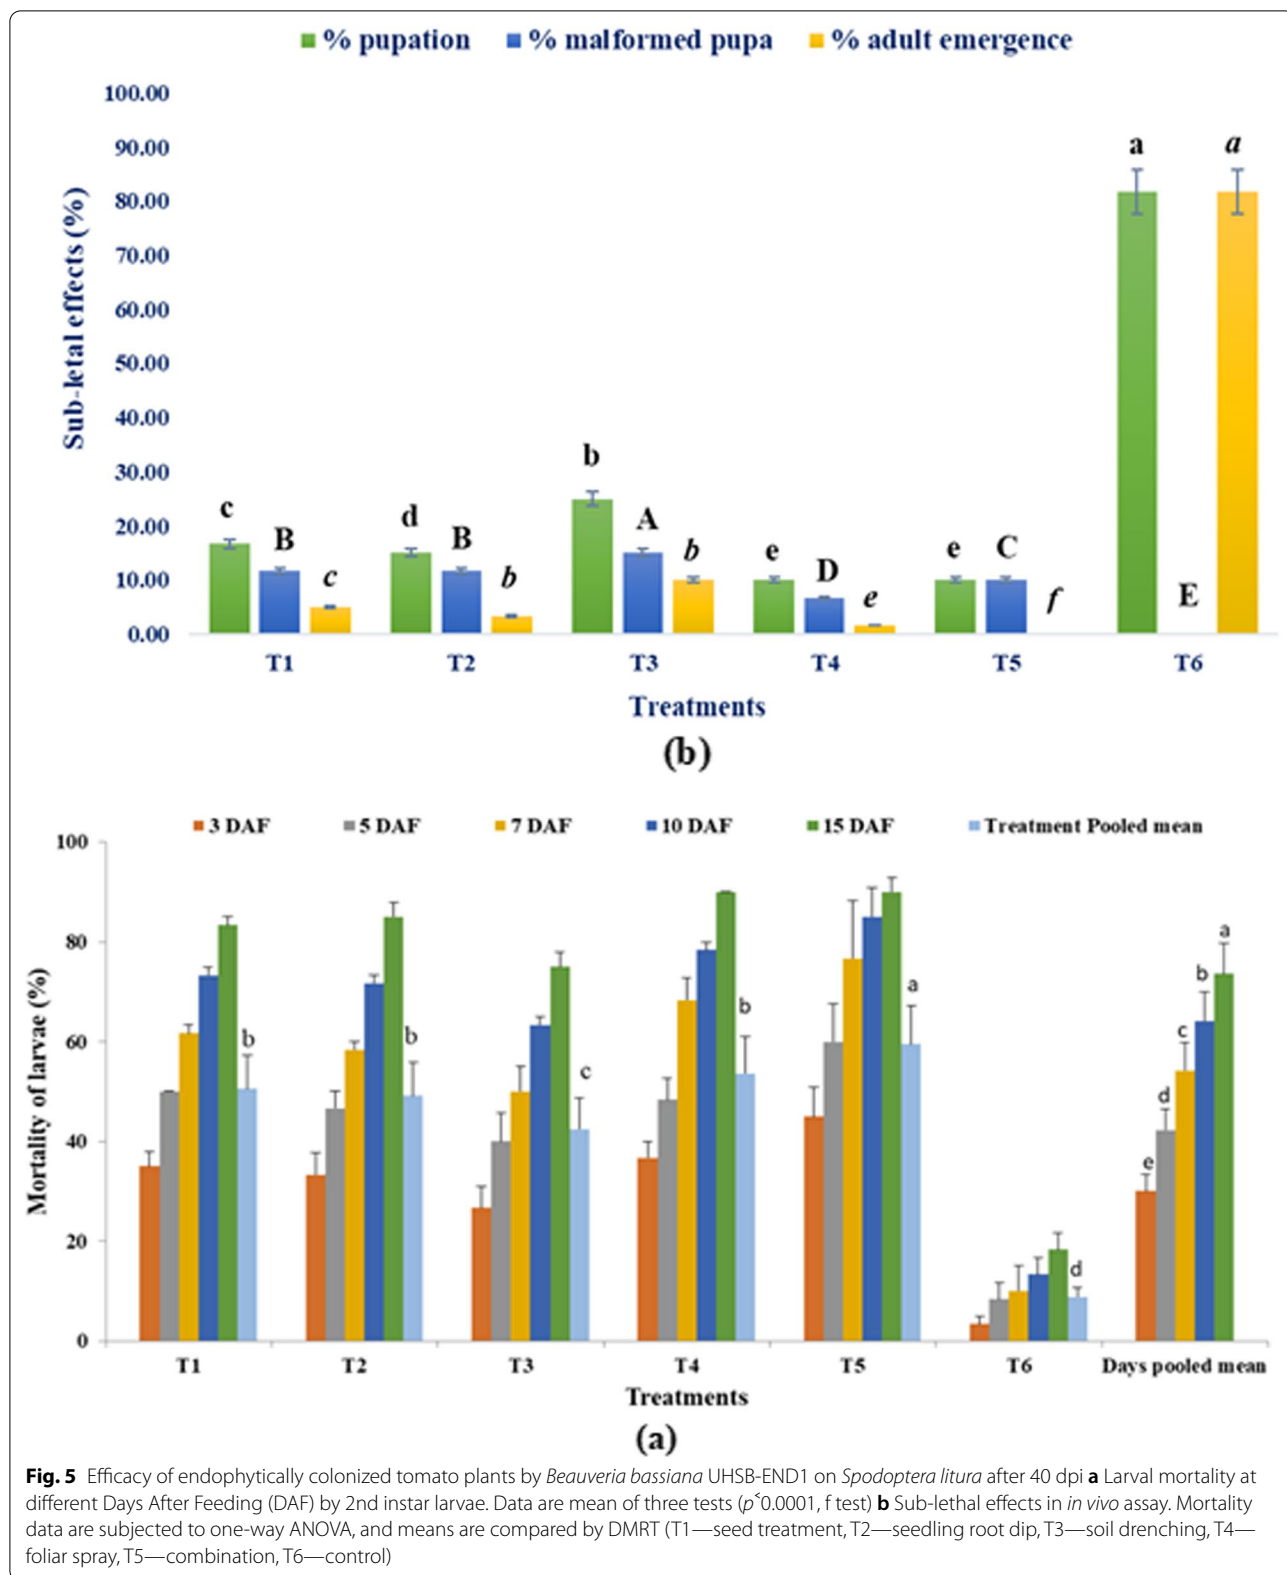 % pupation % malformed pupa % adult emergence
100.00
90.00
80.00
70.00
60.00
50.00
40.00
30.00
20.00
10.00
0.00
Sub-letal effects (%)
c B c
d B b
b A b
e D e
e C f
a E a
T1 T2 T3 T4 T5 T6
Treatments
(b)
3 DAF 5 DAF 7 DAF 10 DAF 15 DAF Treatment Pooled mean
100
80
60
40
20
0
Mortality of larvae (%)
b b c b a d e d c b a
T1 T2 T3 T4 T5 T6 Days pooled mean
Treatments
(a)
Fig. 5 Efficacy of endophytically colonized tomato plants by Beauveria bassiana UHSB-END1 on Spodoptera litura after 40 dpi a Larval mortality at
different Days After Feeding (DAF) by 2nd instar larvae. Data are mean of three tests (p<0.0001, f test) b Sub-lethal effects in in vivo assay. Mortality
data are subjected to one-way ANOVA, and means are compared by DMRT (T1—seed treatment, T2—seedling root dip, T3—soil drenching, T4—
foliar spray, T5—combination, T6—control)